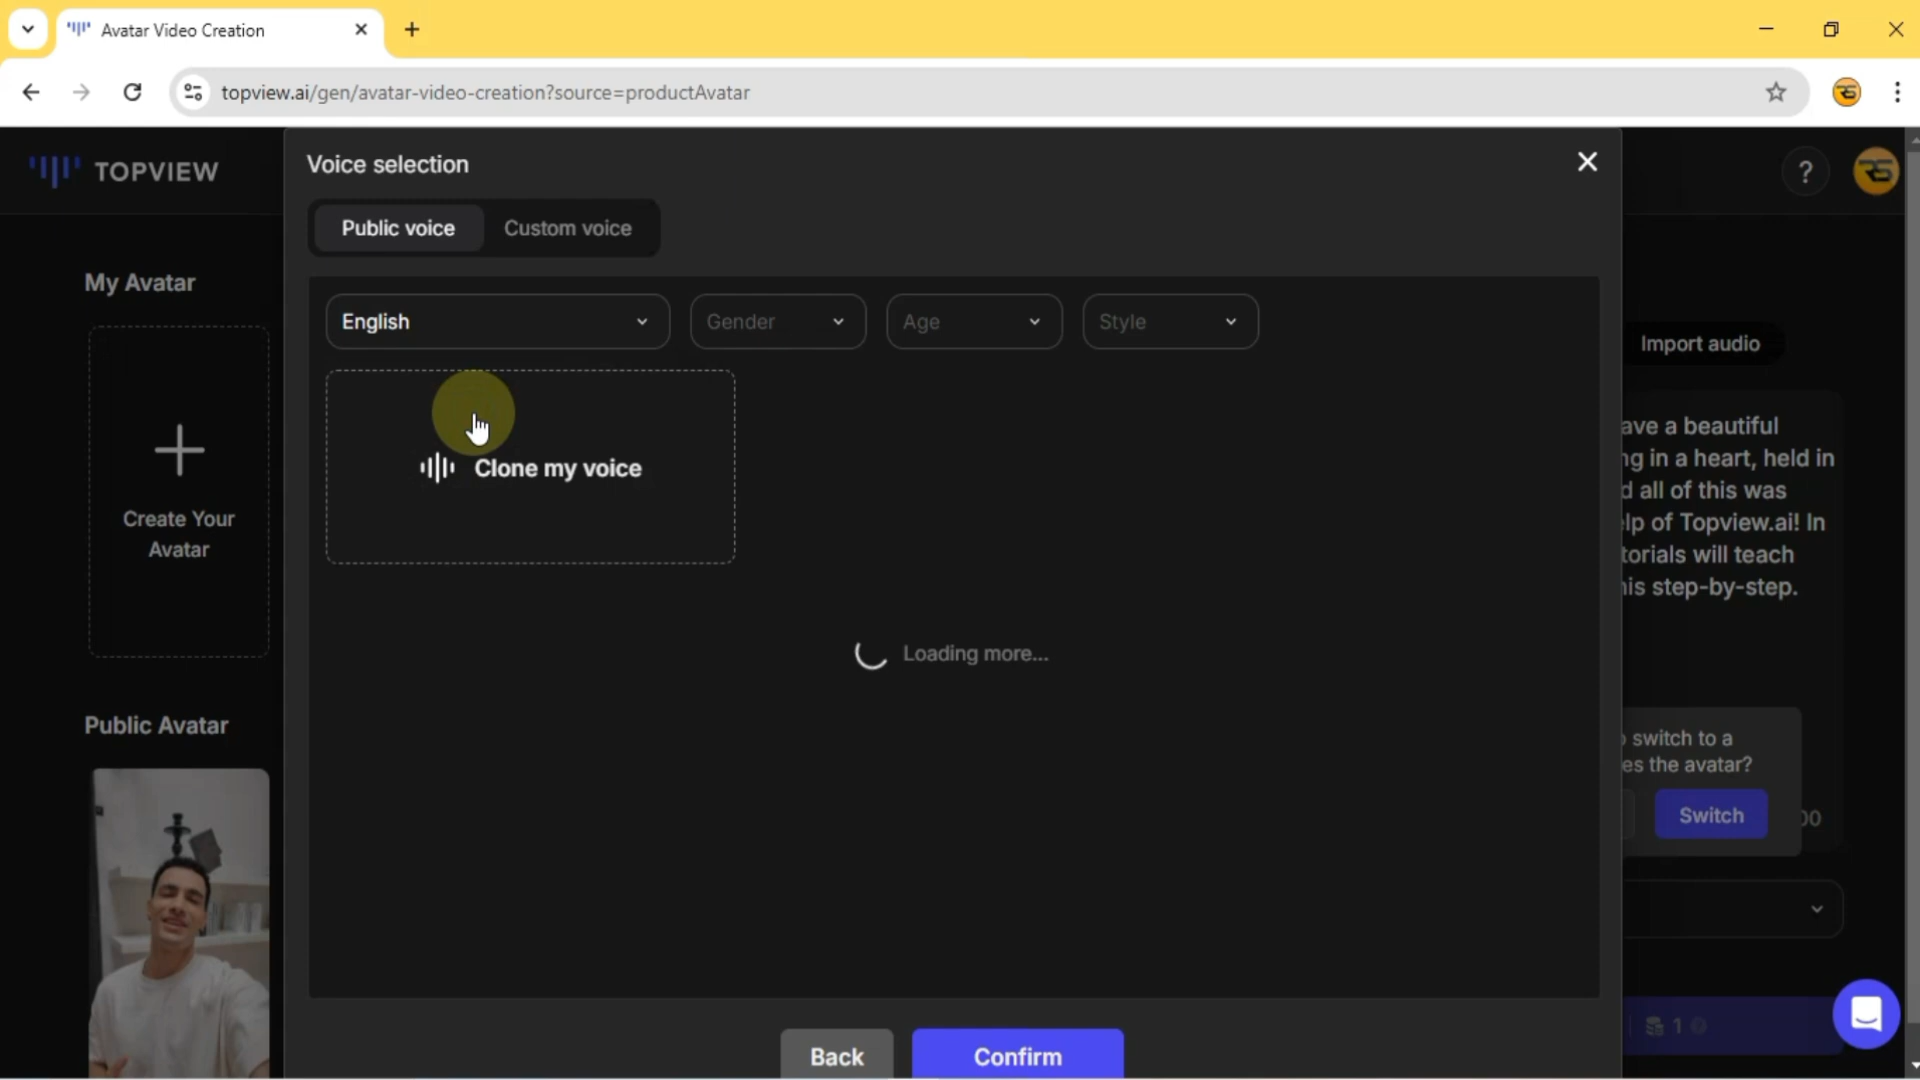 Avatar Video Creation
topview.ai/gen/avatar-video-creation?source=productAvatar
TOPVIEW
Voice selection
?
Public voice
Custom voice
My Avatar
English
Gender
Age
Style
Import audio
Clone my voice
Create Your
Avatar
ave a beautiful
ng in a heart, held in
d all of this was
lp of Topview.ai! In
torials will teach
his step-by-step.
Loading more...
Public Avatar
switch to a
es the avatar?
Switch
00
1
Back
Confirm